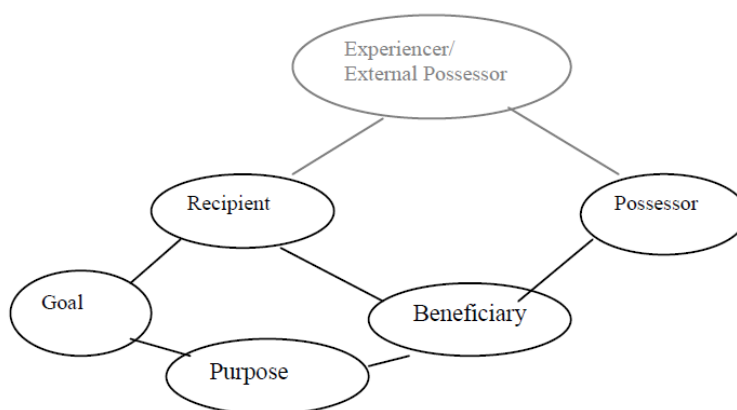 Experiencer/
External Possessor
Recipient
Possessor
Goal
Beneficiary
Purpose